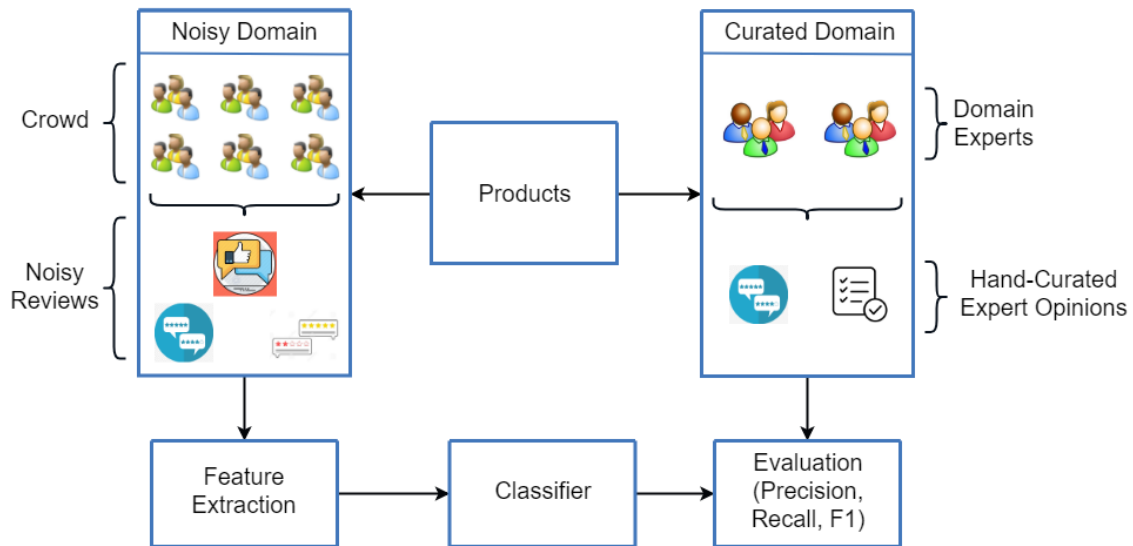 Noisy Domain
Curated Domain
Crowd
Domain
Experts
Products
Noisy
Reviews
Hand-Curated
Expert Opinions
Feature
Extraction
Classifier
Evaluation
(Precision,
Recall, F1)